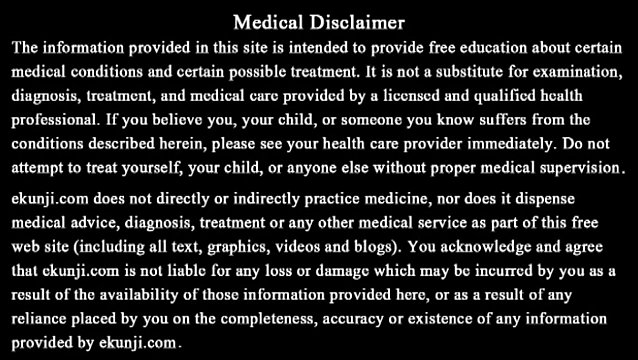 Medical Disclaimer
The information provided in this site is intended to provide free education about certain
medical conditions and certain possible treatment. It is not a substitute for examination,
diagnosis, treatment, and medical care provided by a licensed and qualified health
professional. If you believe you, your child, or someone you know suffers from the
conditions described herein, please see your health care provider immediately. Do not
attempt to treat yourself, your child, or anyone else without proper medical supervision.
ekunji.com does not directly or indirectly practice medicine, nor does it dispense
medical advice, diagnosis, treatment or any other medical service as part of this free
web site (including all text, graphics, videos and blogs). You acknowledge and agree
that ekunji.com is not liable for any loss or damage which may be incurred by you as a
result of the availability of those information provided here, or as a result of any
reliance placed by you on the completeness, accuracy or existence of any information
provided by ekunji.com.